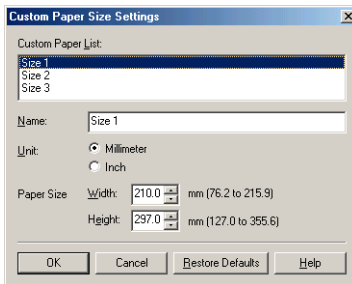 Custom Paper Size Settings
Custom Paper List:
Size 1
Size 2
Size 3
Name: Size 1
Unit: Millimeter
Inch
Paper Size Width: 210.0 mm (76.2 to 215.9)
Height: 297.0 mm (127.0 to 355.6)
OK Cancel Restore Defaults Help